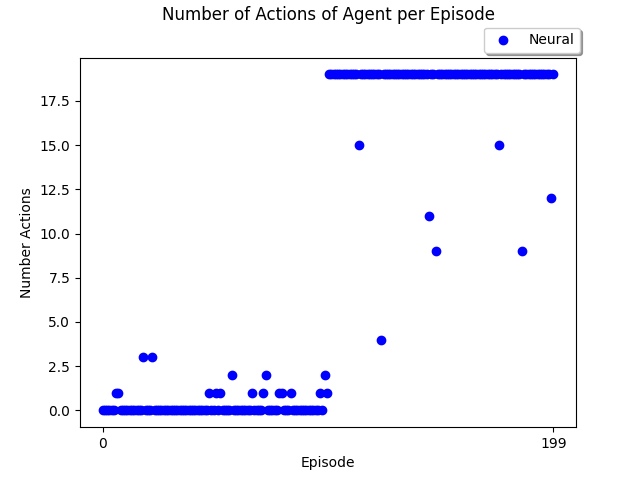 Number of Actions of Agent per Episode
Neural
17.5
15.0
12.5
10.0
7.5
5.0
2.5
0.0
Number Actions
0
199
Episode